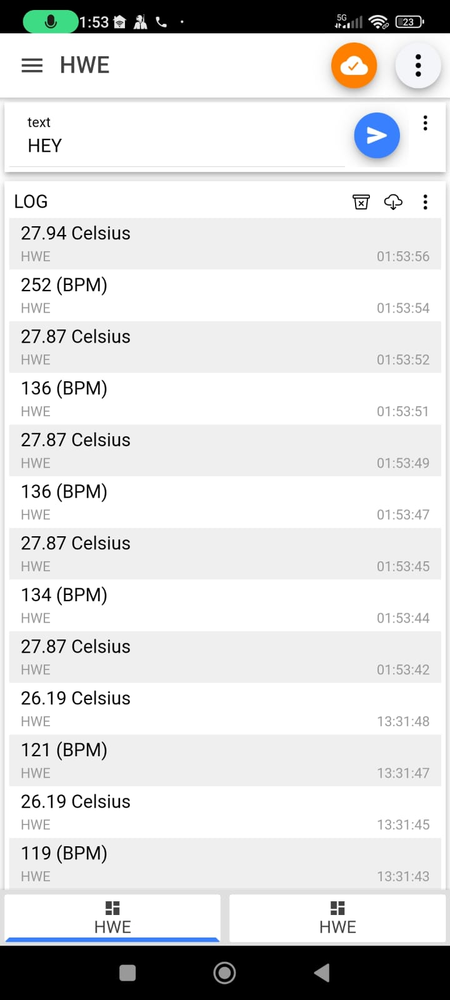 1:53
5G
23
HWE
text
HEY
LOG
27.94 Celsius
HWE 01:53:56
252 (BPM)
HWE 01:53:54
27.87 Celsius
HWE 01:53:52
136 (BPM)
HWE 01:53:51
27.87 Celsius
HWE 01:53:49
136 (BPM)
HWE 01:53:47
27.87 Celsius
HWE 01:53:45
134 (BPM)
HWE 01:53:44
27.87 Celsius
HWE 01:53:42
26.19 Celsius
HWE 13:31:48
121 (BPM)
HWE 13:31:47
26.19 Celsius
HWE 13:31:45
119 (BPM)
HWE 13:31:43
HWE HWE